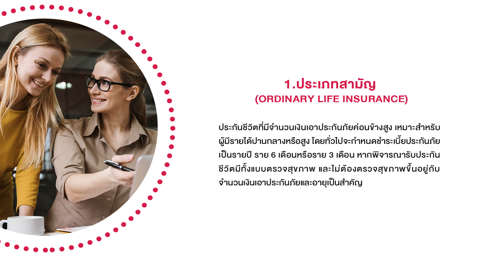 1.ประเภทสามัญ
(ORDINARY LIFE INSURANCE)
ประกันชีวิตที่มีจำนวนเงินเอาประกันภัยค่อนข้างสูง เหมาะสำหรับ
ผู้มีรายได้ปานกลางหรือสูง โดยทั่วไปจะกำหนดชำระเบี้ยประกันภัย
เป็นรายปี ราย 6 เดือนหรือราย 3 เดือน หากพิจารณารับประกัน
ชีวิตมีทั้งแบบตรวจสุขภาพ และไม่ต้องตรวจสุขภาพขึ้นอยู่กับ
จำนวนเงินเอาประกันภัยและอายุเป็นสำคัญ